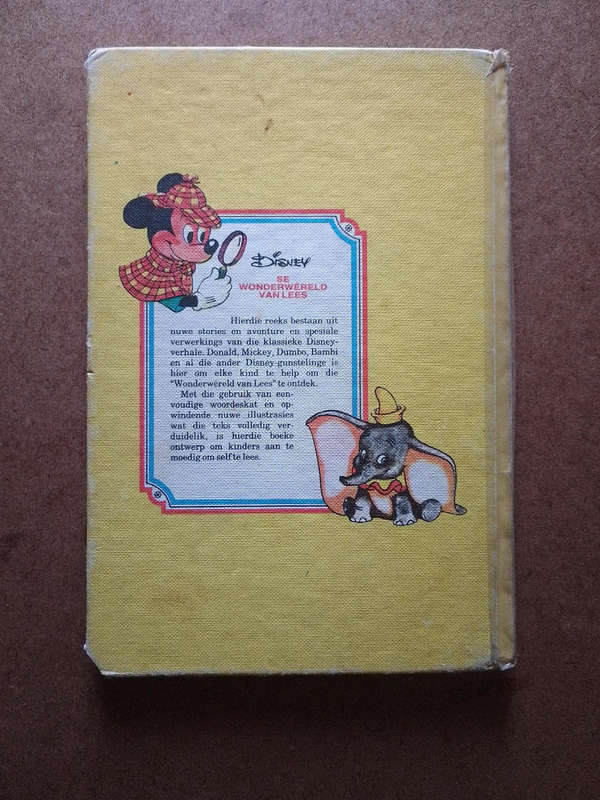 Disney
SE
WONDERWÊRELD
VAN LEES
Hierdie reeks bestaan uit
nuwe stories en avonture en spesiale
verwerkings van die klassieke Disney-
verhale. Donald, Mickey, Dumbo, Bambi
en al die ander Disney-gunstelinge is
hier om elke kind te help om die
"Wonderwêreld van Lees" te ontdek.
Met die gebruik van een-
voudige woordeskat en op-
windende nuwe illustrasies
wat die teks volledig ver-
duidelik, is hierdie boeke
ontwerp om kinders aan te
moedig om self te lees.